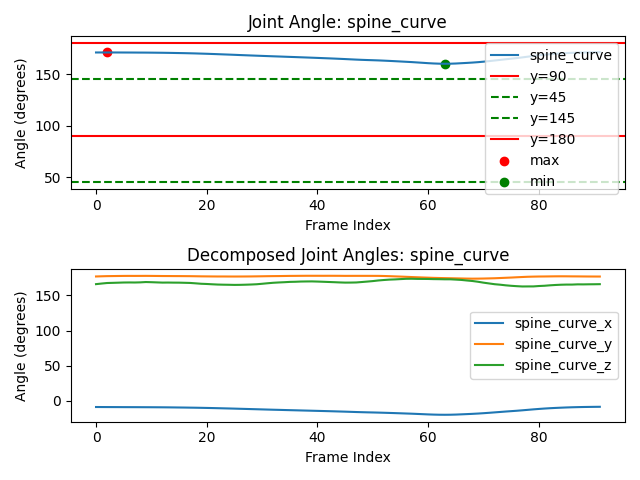 Joint Angle: spine_curve
Angle (degrees)
150
100
50
0
20
40
60
80
Frame Index
spine_curve
y=90
y=45
y=145
y=180
max
min
Decomposed Joint Angles: spine_curve
Angle (degrees)
150
100
50
0
0
20
40
60
80
Frame Index
spine_curve_x
spine_curve_y
spine_curve_z